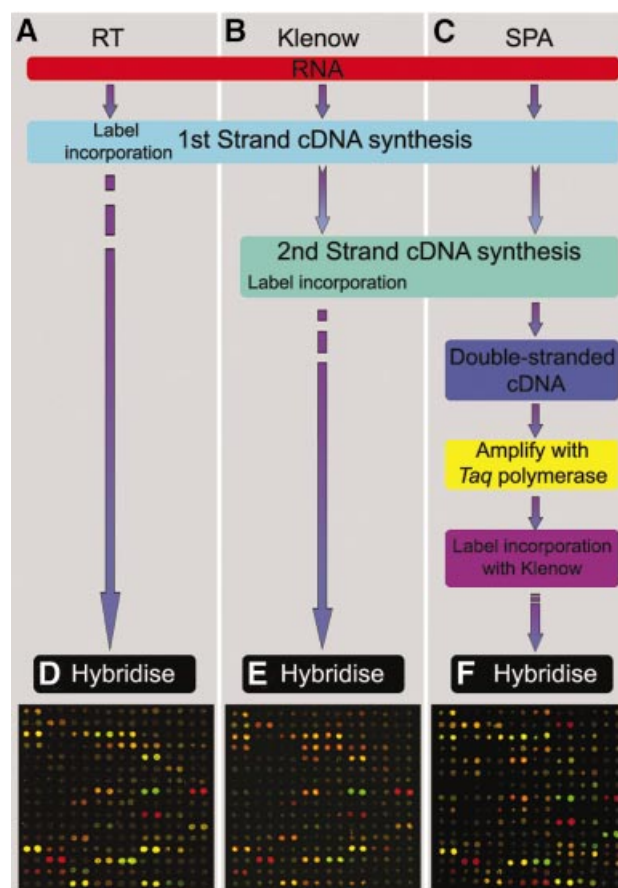 A RT
B Klenow
C SPA
RNA
Label
incorporation
1st Strand cDNA synthesis
2nd Strand cDNA synthesis
Label incorporation
Double-stranded
cDNA
Amplify with
Taq polymerase
Label incorporation
with Klenow
D Hybridise
E Hybridise
F Hybridise